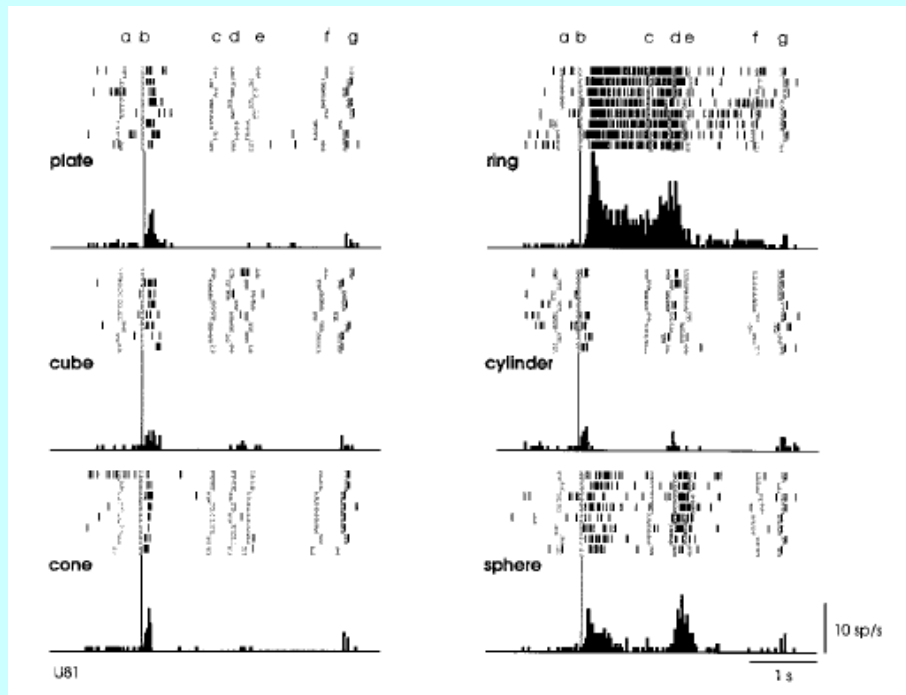 a b c d e f g
a b c d e f g
plate
ring
cube
cylinder
cone
sphere
10 sp/s
1 s
U81